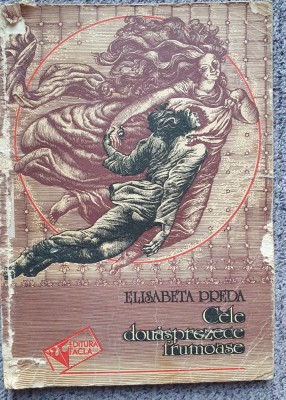 ELISABETA PREDA
Cele
douăsprezece
frumoase
EDITURA
FACLA